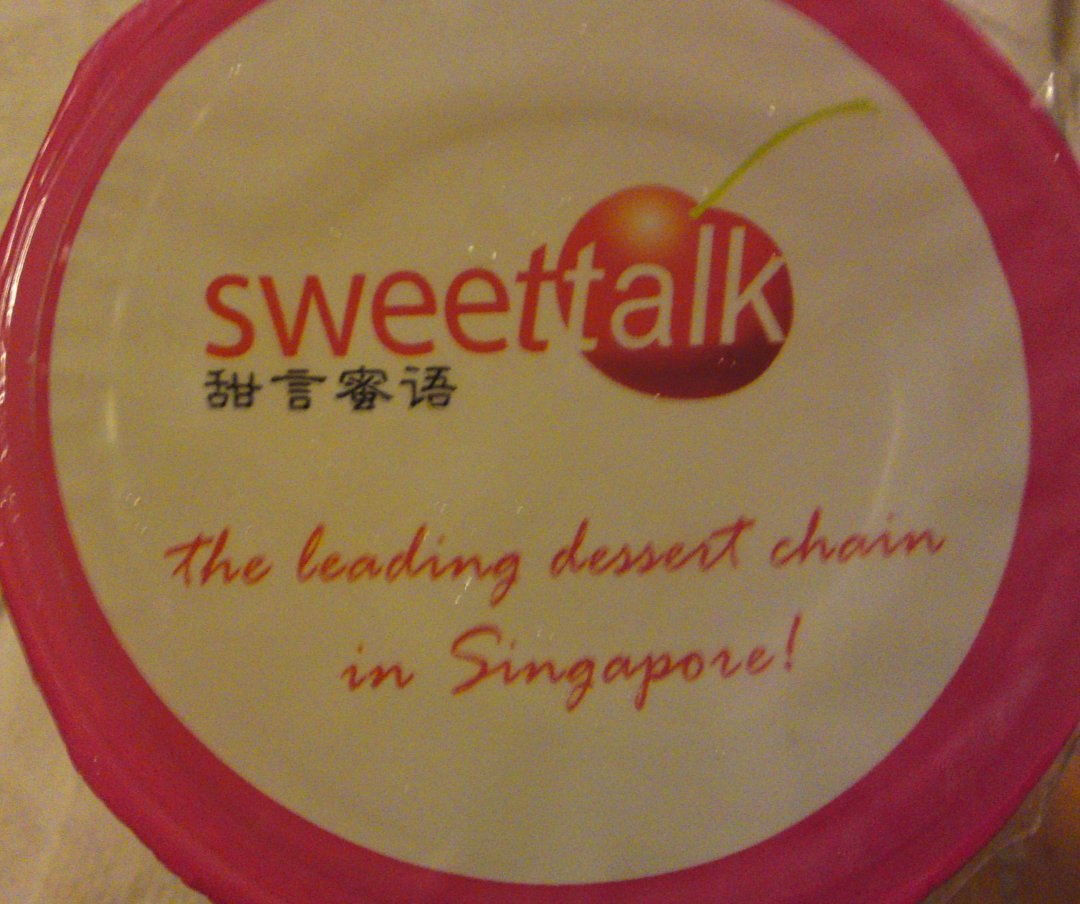 sweettalk
甜言蜜语
the leading dessert chain
in Singapore!